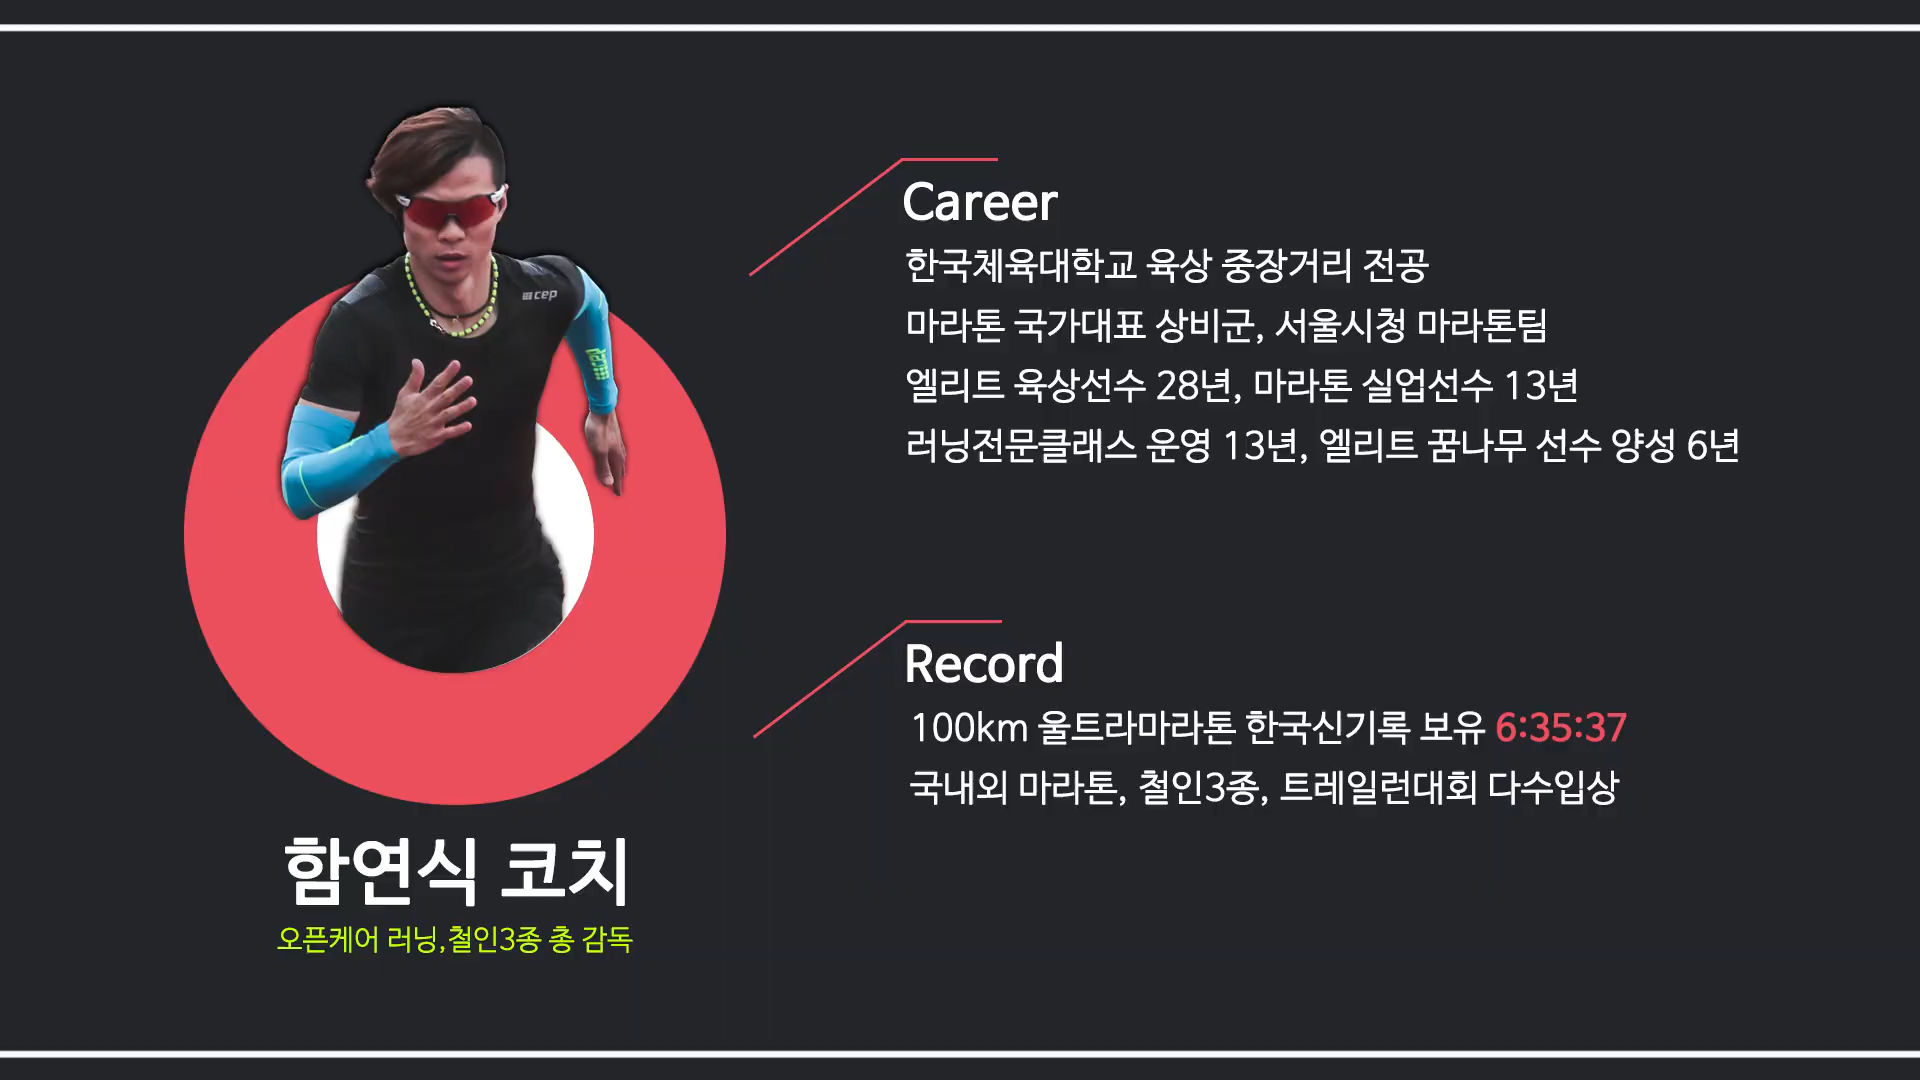 cep
cep
Career
한국체육대학교 육상 중장거리 전공
마라톤 국가대표 상비군, 서울시청 마라톤팀
엘리트 육상선수 28년, 마라톤 실업선수 13년
러닝전문클래스 운영 13년, 엘리트 꿈나무 선수 양성 6년
Record
100km 울트라마라톤 한국신기록 보유 6:35:37
국내외 마라톤, 철인3종, 트레일런대회 다수입상
함연식 코치
오픈케어 러닝,철인3종 총 감독